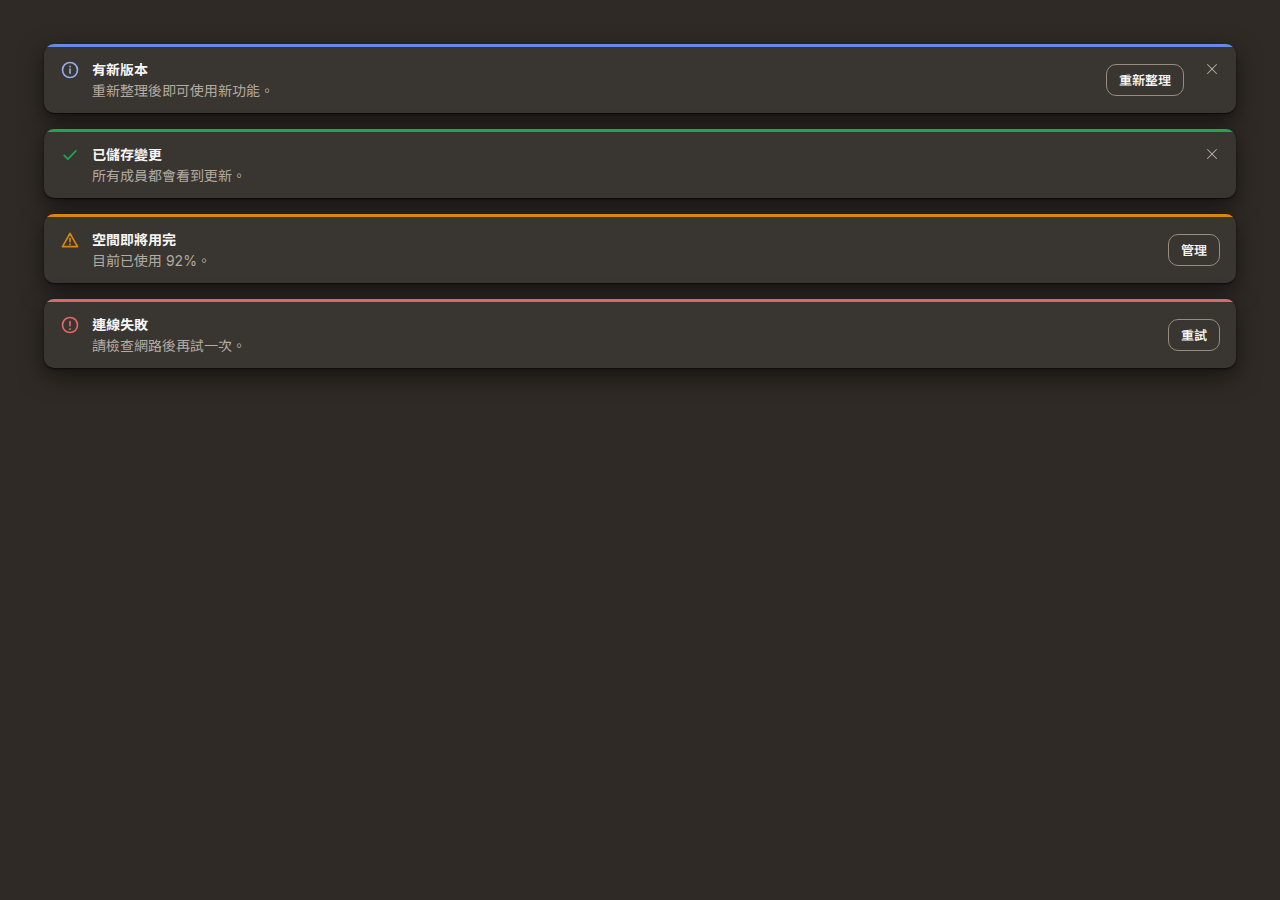 有新版本
重新整理後即可使用新功能。
重新整理
已儲存變更
所有成員都會看到更新。
空間即將用完
目前已使用 92%。
管理
連線失敗
請檢查網路後再試一次。
重試